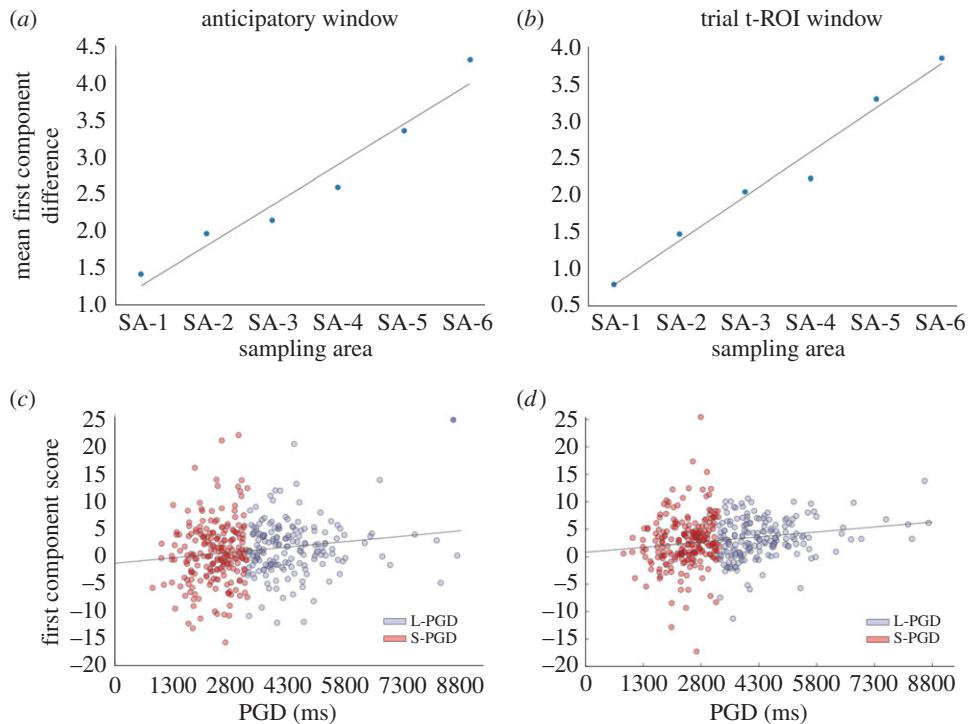 (a) anticipatory window
(b) trial t-ROI window
mean first component
difference
4.5
4.0
3.5
3.0
2.5
2.0
1.5
1.0
SA-1 SA-2 SA-3 SA-4 SA-5 SA-6
sampling area
4.0
3.5
3.0
2.5
2.0
1.5
1.0
0.5
SA-1 SA-2 SA-3 SA-4 SA-5 SA-6
sampling area
(c)
first component score
25
20
15
10
5
0
−5
−10
−15
−20
L-PGD
S-PGD
0 1300 2800 4300 5800 7300 8800
PGD (ms)
(d)
25
20
15
10
5
0
−5
−10
−15
−20
L-PGD
S-PGD
0 1300 2800 4300 5800 7300 8800
PGD (ms)